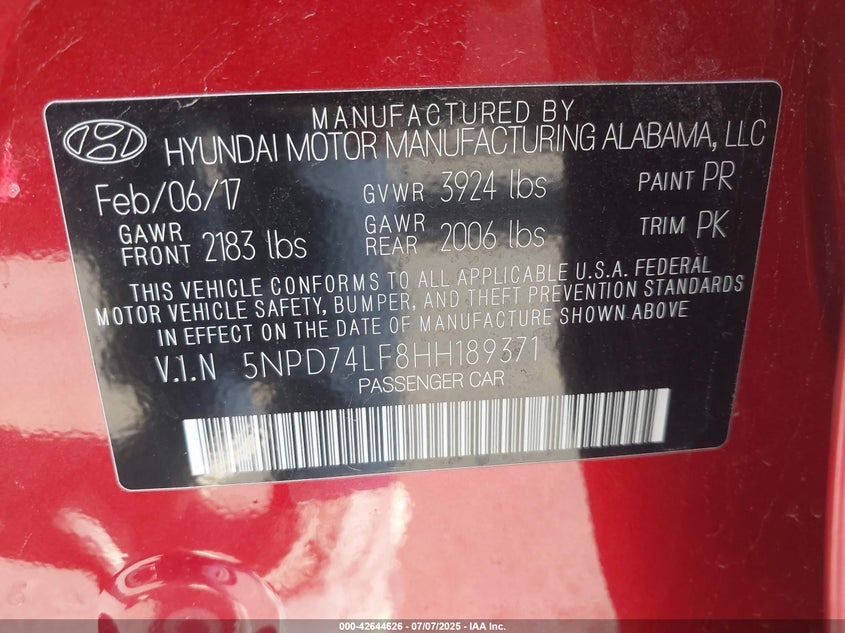 MANUFACTURED BY
HYUNDAI MOTOR MANUFACTURING ALABAMA, LLC
Feb/06/17 GVWR 3924 lbs PAINT PR
GAWR FRONT 2183 lbs GAWR REAR 2006 lbs TRIM PK
THIS VEHICLE CONFORMS TO ALL APPLICABLE U.S.A. FEDERAL
MOTOR VEHICLE SAFETY, BUMPER, AND THEFT PREVENTION STANDARDS
IN EFFECT ON THE DATE OF MANUFACTURE SHOWN ABOVE
V.I.N 5NPD74LF8HH189371
PASSENGER CAR
000-42644626 - 07/07/2025 - IAA Inc.